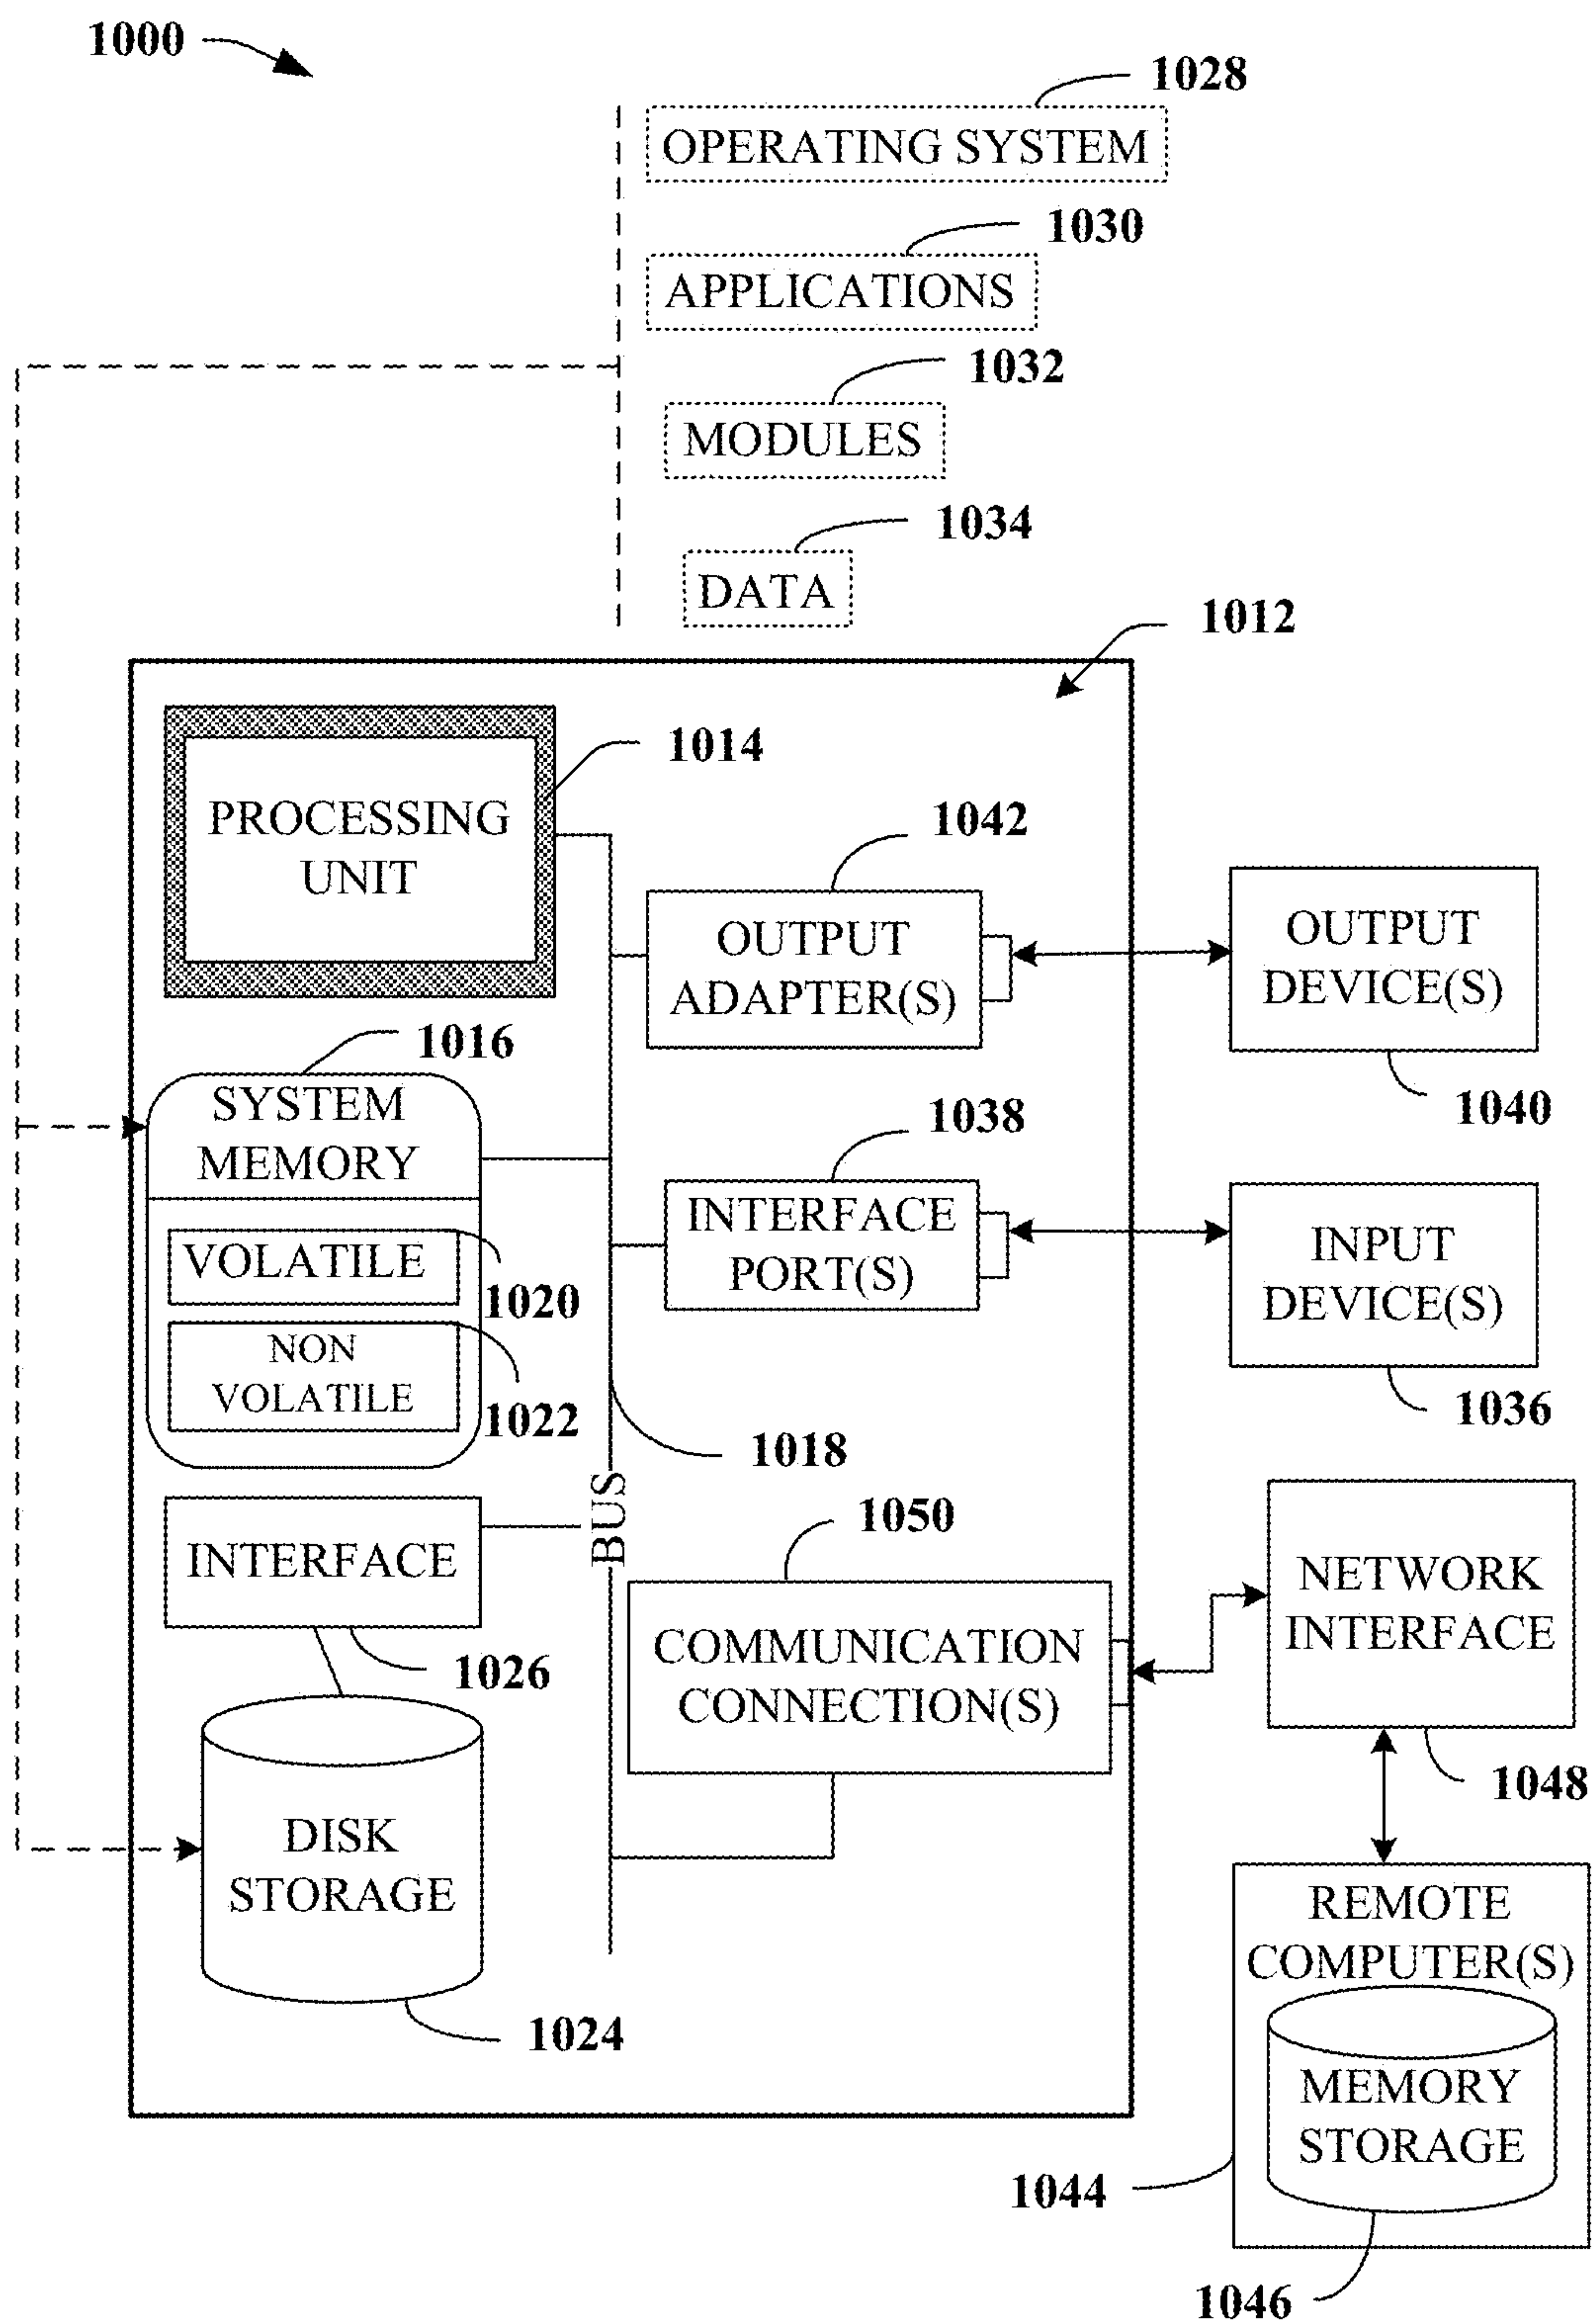 1000
1028
OPERATING SYSTEM
1030
APPLICATIONS
1032
MODULES
1034
DATA
1012
PROCESSING
UNIT
1014
1042
OUTPUT
ADAPTER(S)
OUTPUT
DEVICE(S)
1040
1016
SYSTEM
MEMORY
VOLATILE
1020
NON
VOLATILE
1022
1038
INTERFACE
PORT(S)
INPUT
DEVICE(S)
1036
1018
BUS
INTERFACE
1026
1050
COMMUNICATION
CONNECTION(S)
NETWORK
INTERFACE
1048
DISK
STORAGE
1024
REMOTE
COMPUTER(S)
MEMORY
STORAGE
1044
1046